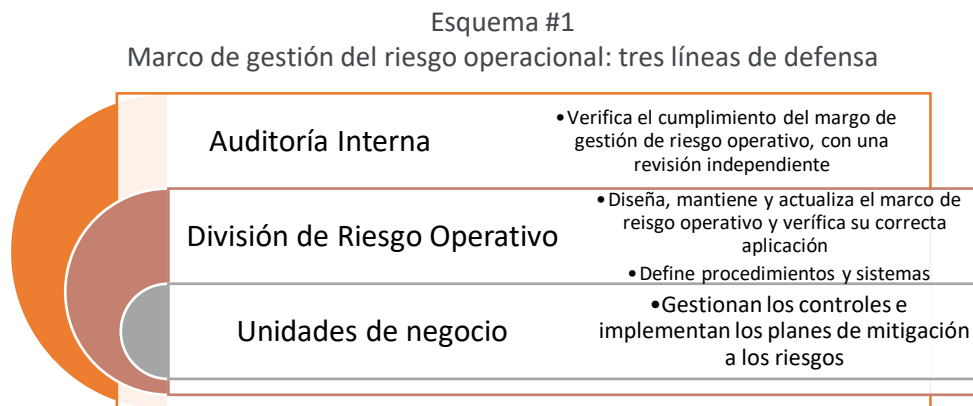 Esquema #1
Marco de gestión del riesgo operacional: tres líneas de defensa
Auditoría Interna
•Verifica el cumplimiento del margo de
gestión de riesgo operativo, con una
revisión independiente
División de Riesgo Operativo
•Diseña, mantiene y actualiza el marco de
reisgo operativo y verífica su correcta
aplicación
•Define procedimientos y sistemas
Unidades de negocio
•Gestionan los controles e
implementan los planes de mitigación
a los riesgos